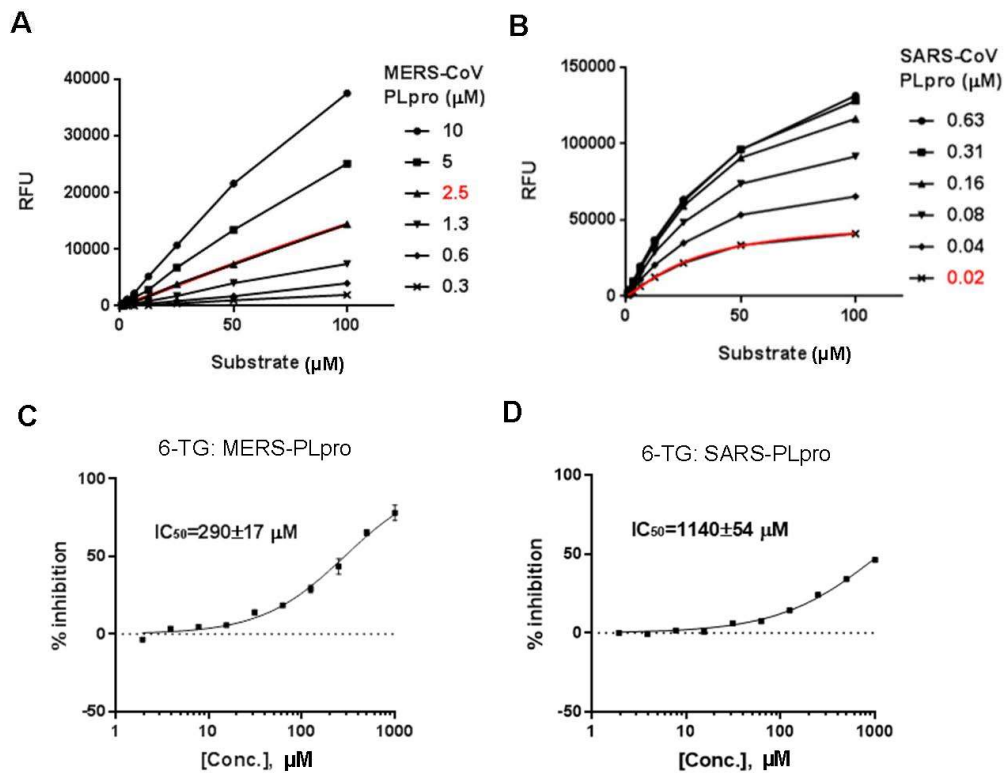 A
MERS-CoV
PLpro (μM)
10
5
2.5
1.3
0.6
0.3
40000
30000
20000
10000
0
RFU
0 50 100
Substrate (μM)
B
SARS-CoV
PLpro (μM)
0.63
0.31
0.16
0.08
0.04
0.02
150000
100000
50000
0
RFU
0 50 100
Substrate (μM)
C
6-TG: MERS-PLpro
100
50
0
-50
% inhibition
IC50=290±17 μM
1 10 100 1000
[Conc.], μM
D
6-TG: SARS-PLpro
100
50
0
-50
% inhibition
IC50=1140±54 μM
1 10 100 1000
[Conc.], μM